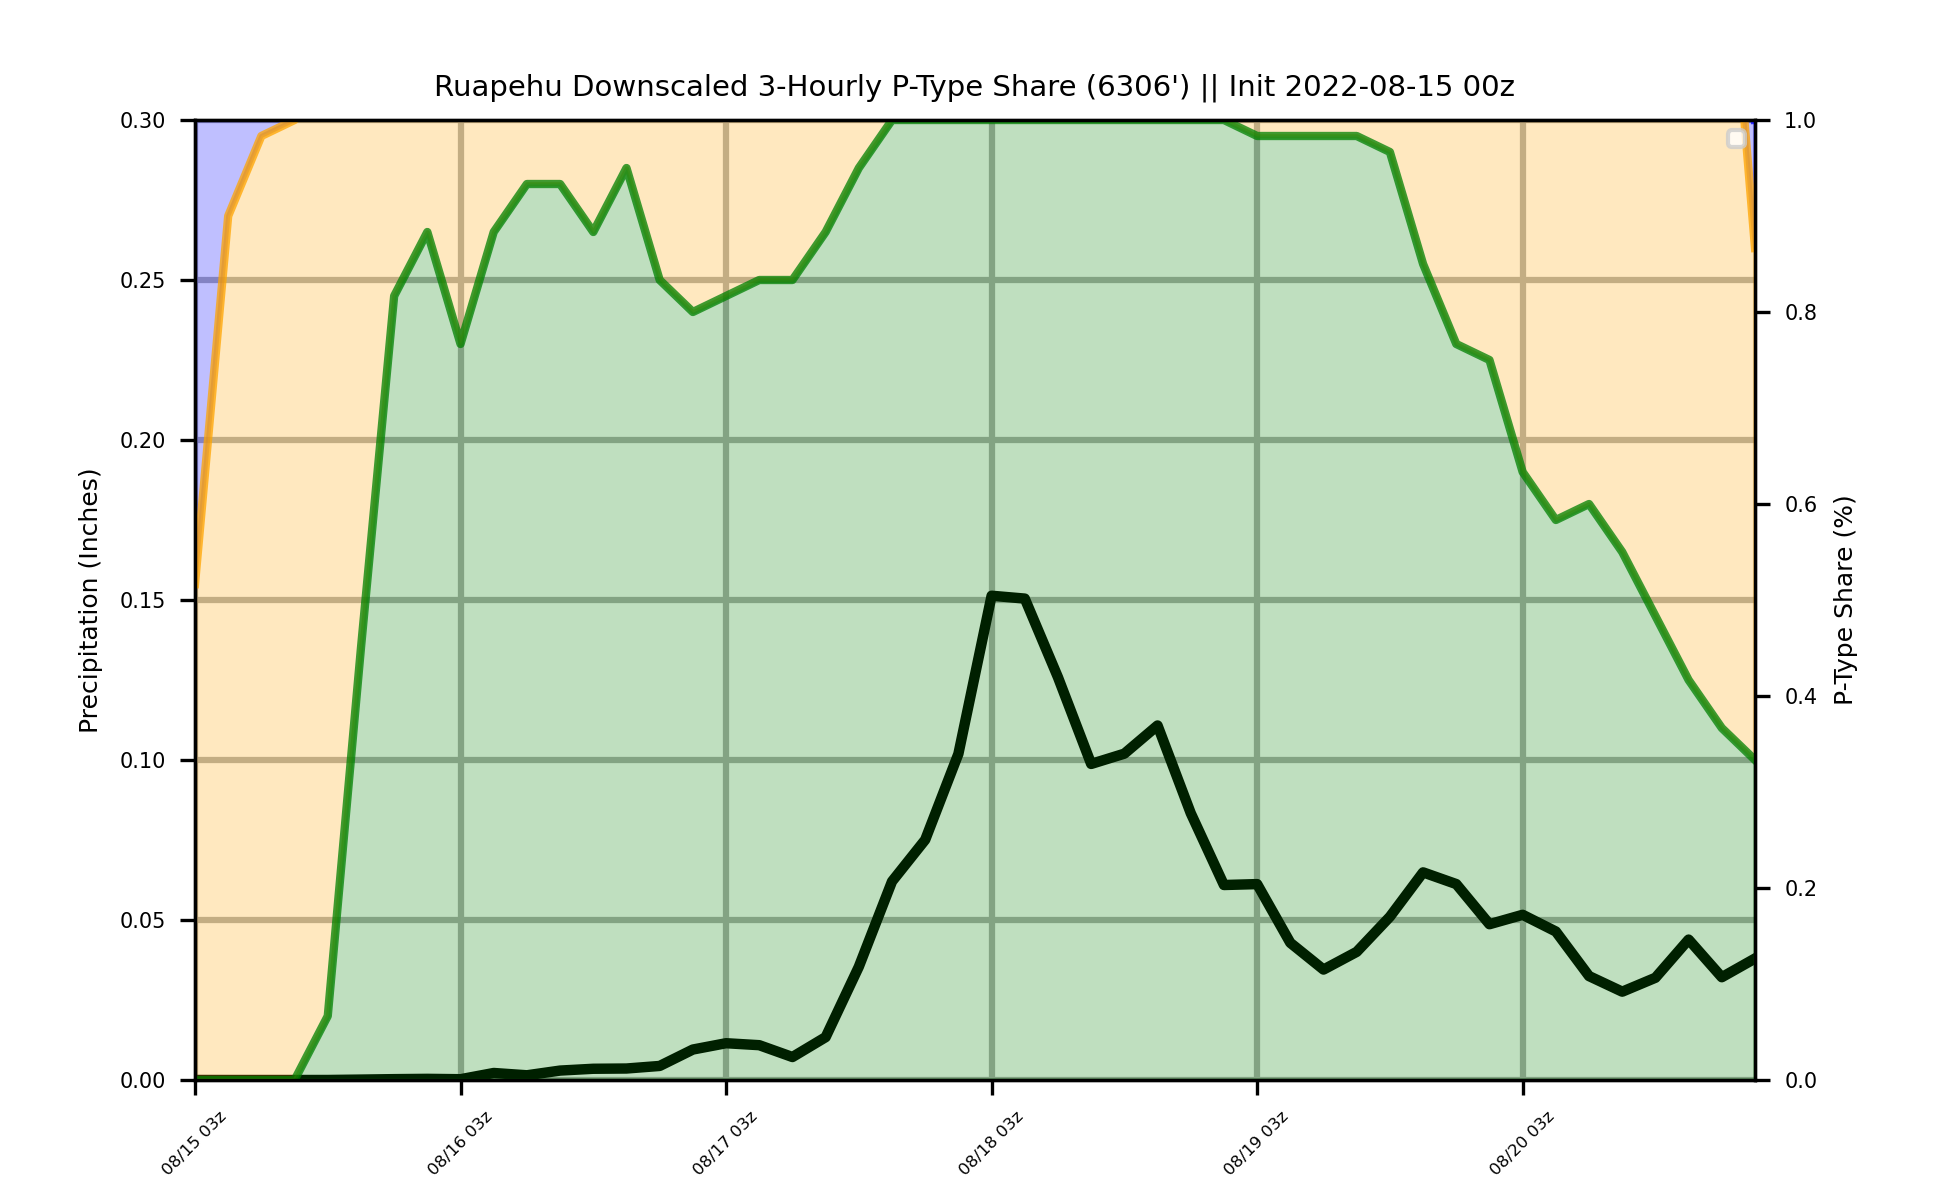 Ruapehu Downscaled 3-Hourly P-Type Share (6306') || Init 2022-08-15 00z
0.30
0.25
0.20
0.15
0.10
0.05
0.00
Precipitation (Inches)
1.0
0.8
0.6
0.4
0.2
0.0
P-Type Share (%)
08/15 03z
08/16 03z
08/17 03z
08/18 03z
08/19 03z
08/20 03z